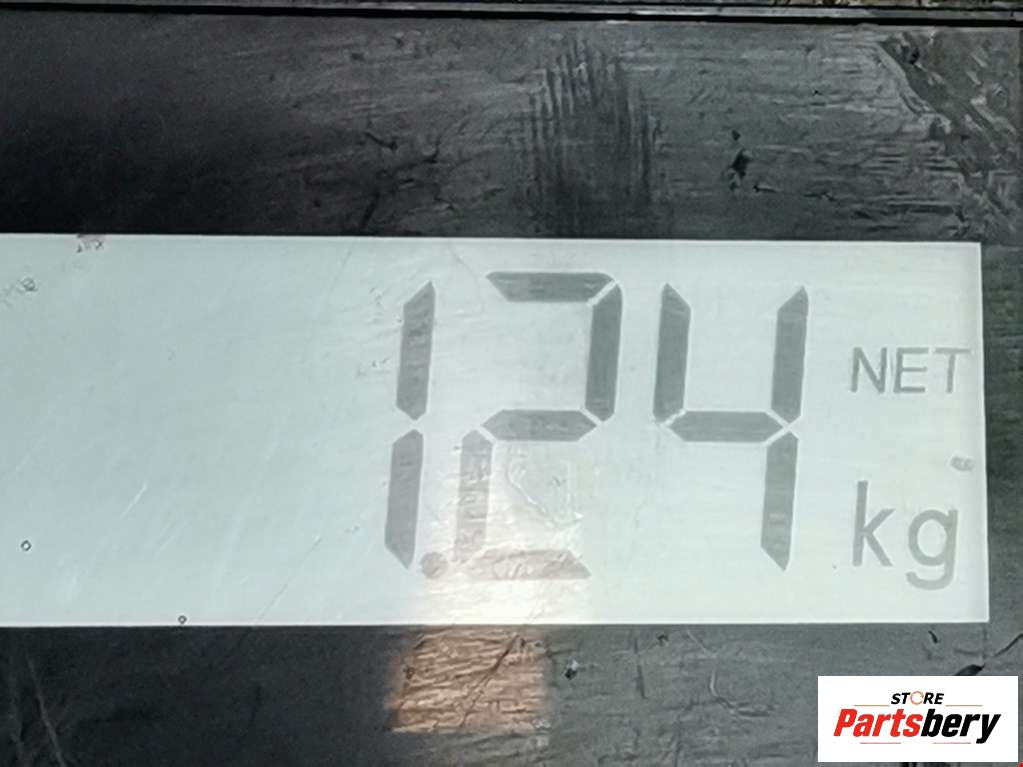 1.24
NET
kg
STORE
Partsbery